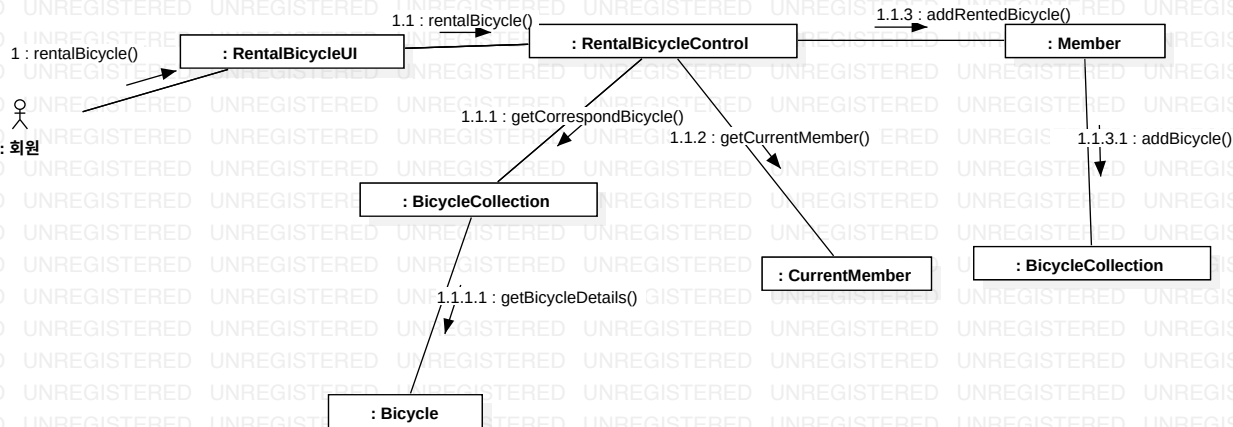 1 : rentalBicycle()
1.1 : rentalBicycle()
1.1.3 : addRentedBicycle()
: RentalBicycleUI
: RentalBicycleControl
: Member
: 회원
1.1.1 : getCorrespondBicycle()
1.1.2 : getCurrentMember()
1.1.3.1 : addBicycle()
: BicycleCollection
: CurrentMember
: BicycleCollection
1.1.1.1 : getBicycleDetails()
: Bicycle
UNREGISTERED